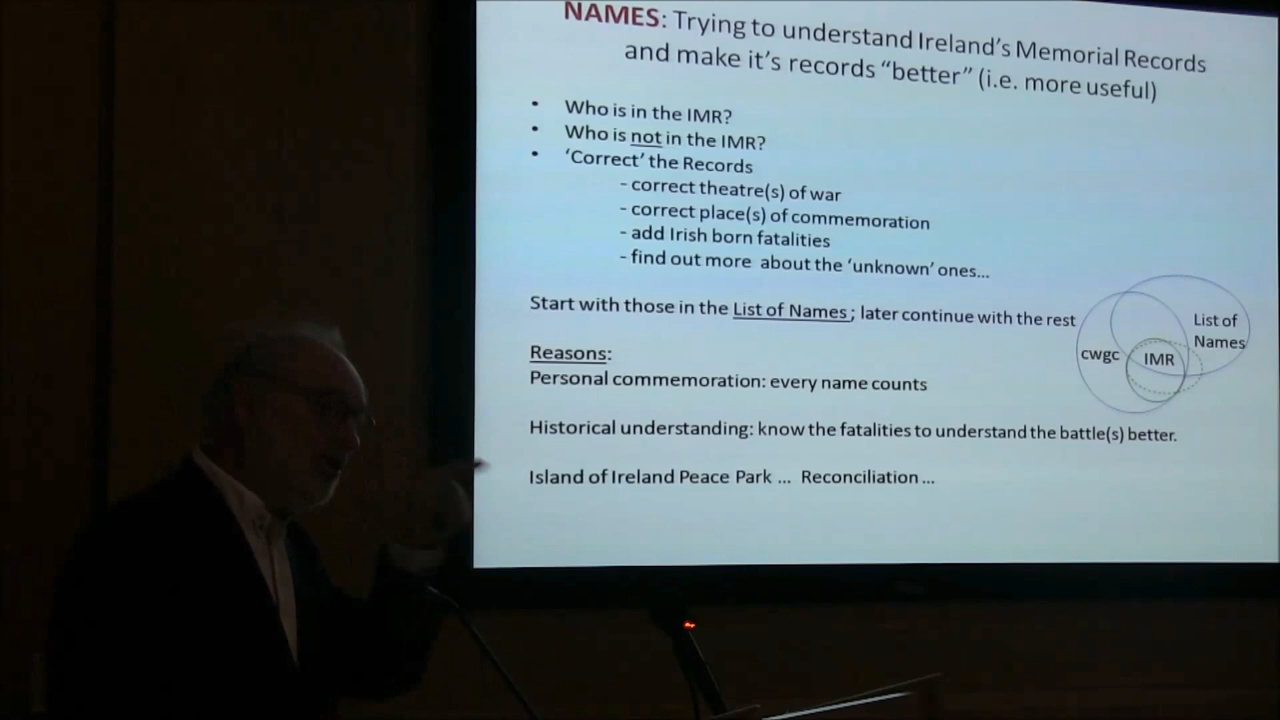 NAMES: Trying to understand Ireland's Memorial Records
and make it's records "better" (i.e. more useful)
• Who is in the IMR?
• Who is not in the IMR?
• 'Correct' the Records
- correct theatre(s) of war
- correct place(s) of commemoration
- add Irish born fatalities
- find out more about the 'unknown' ones...
Start with those in the List of Names ; later continue with the rest
List of
Names
cwgc
IMR
Reasons:
Personal commemoration: every name counts
Historical understanding: know the fatalities to understand the battle(s) better.
Island of Ireland Peace Park ... Reconciliation ...